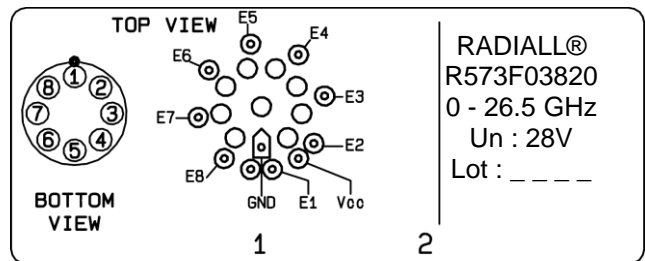 TOP VIEW
E5
E4
E6
E3
E7
E2
E8
GND E1 Vcc
1
8 2
7 3
6 4
5
BOTTOM
VIEW
1 2
RADIALL®
R573F03820
0 - 26.5 GHz
Un : 28V
Lot : _ _ _ _